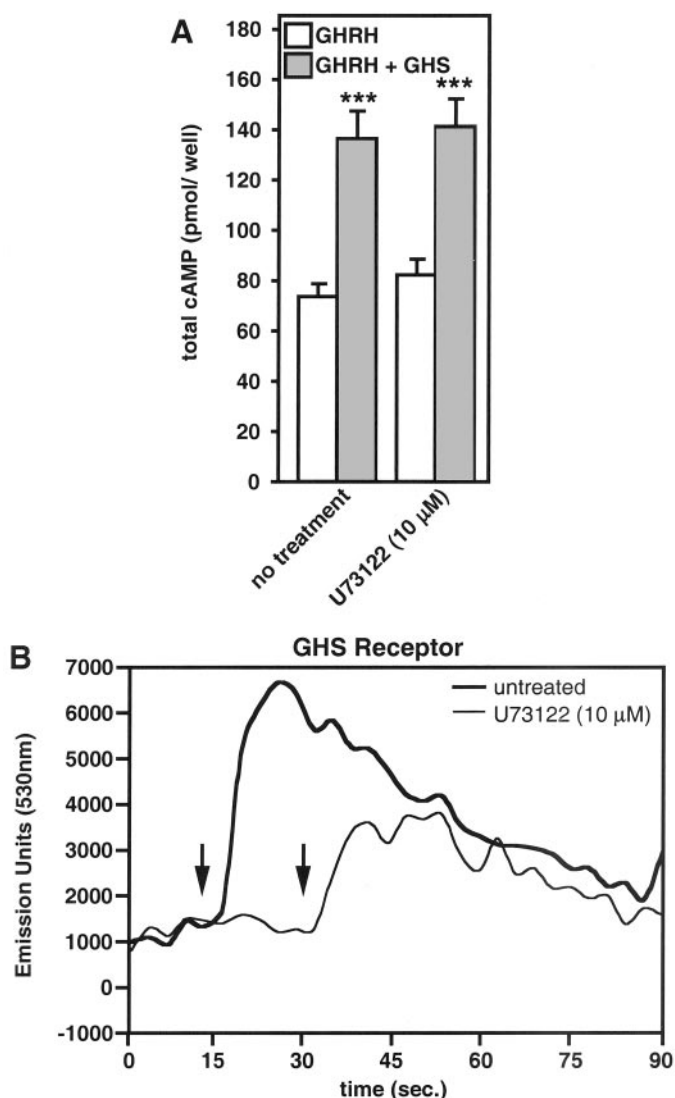 A
GHRH
GHRH + GHS
total cAMP (pmol/ well)
180
160
140
120
100
80
60
40
20
0
***
***
no treatment
U73122 (10 µM)
B
GHS Receptor
untreated
U73122 (10 µM)
Emission Units (530nm)
7000
6000
5000
4000
3000
2000
1000
0
-1000
0 15 30 45 60 75 90
time (sec.)